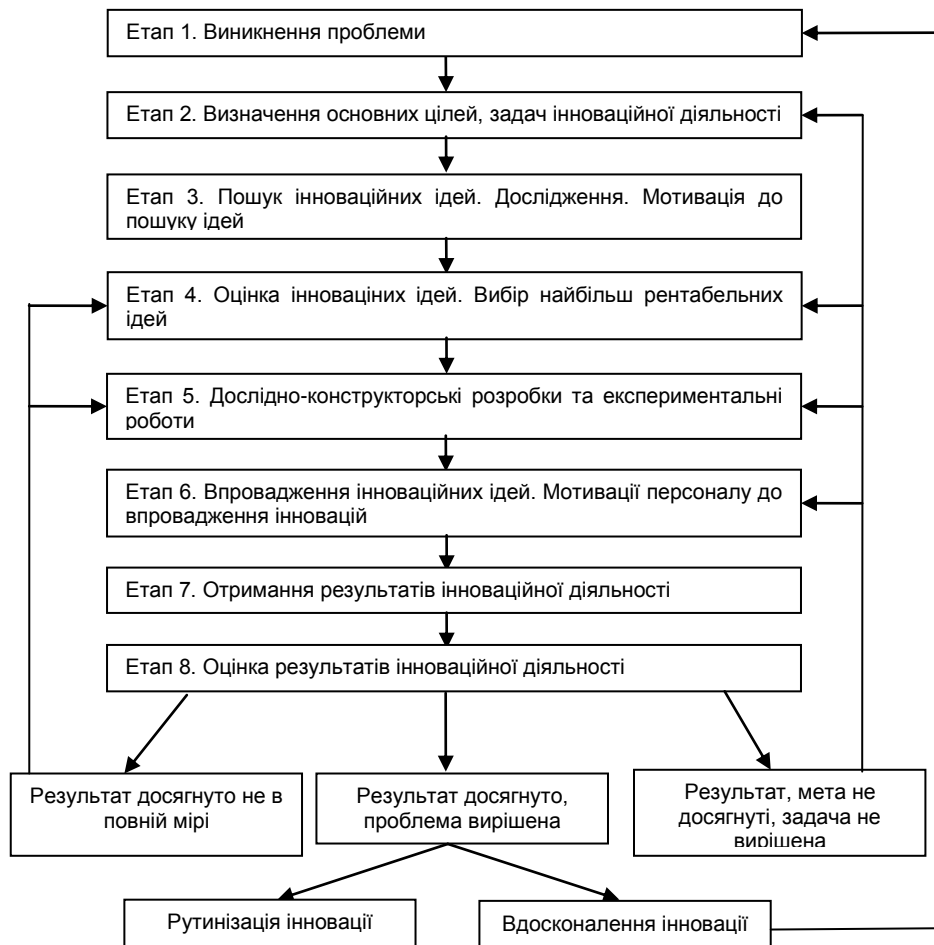 Етап 1. Виникнення проблеми
Етап 2. Визначення основних цілей, задач інноваційної діяльності
Етап 3. Пошук інноваційних ідей. Дослідження. Мотивація до
пошуку ідей
Етап 4. Оцінка інноваціних ідей. Вибір найбільш рентабельних
ідей
Етап 5. Дослідно-конструкторські розробки та експериментальні
роботи
Етап 6. Впровадження інноваційних ідей. Мотивації персоналу до
впровадження інновацій
Етап 7. Отримання результатів інноваційної діяльності
Етап 8. Оцінка результатів інноваційної діяльності
Результат досягнуто не в
повній мірі
Результат досягнуто,
проблема вирішена
Результат, мета не
досягнуті, задача не
вирішена
Рутинізація інновації
Вдосконалення інновації